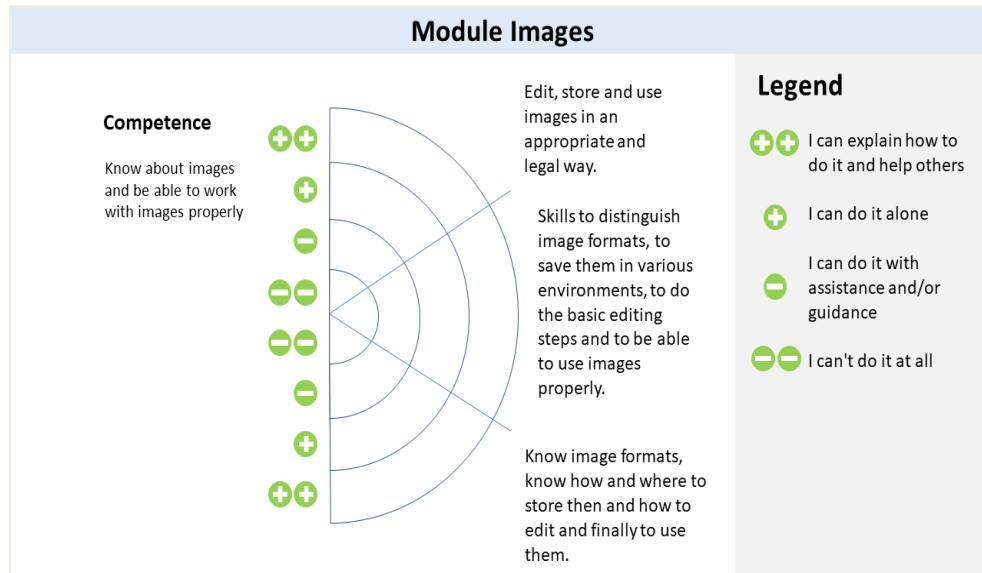 Module Images
Competence
Know about images
and be able to work
with images properly
Edit, store and use
images in an
appropriate and
legal way.
Skills to distinguish
image formats, to
save them in various
environments, to do
the basic editing
steps and to be able
to use images
properly.
Know image formats,
know how and where to
store then and how to
edit and finally to use
them.
Legend
I can explain how to
do it and help others
I can do it alone
I can do it with
assistance and/or
guidance
I can't do it at all